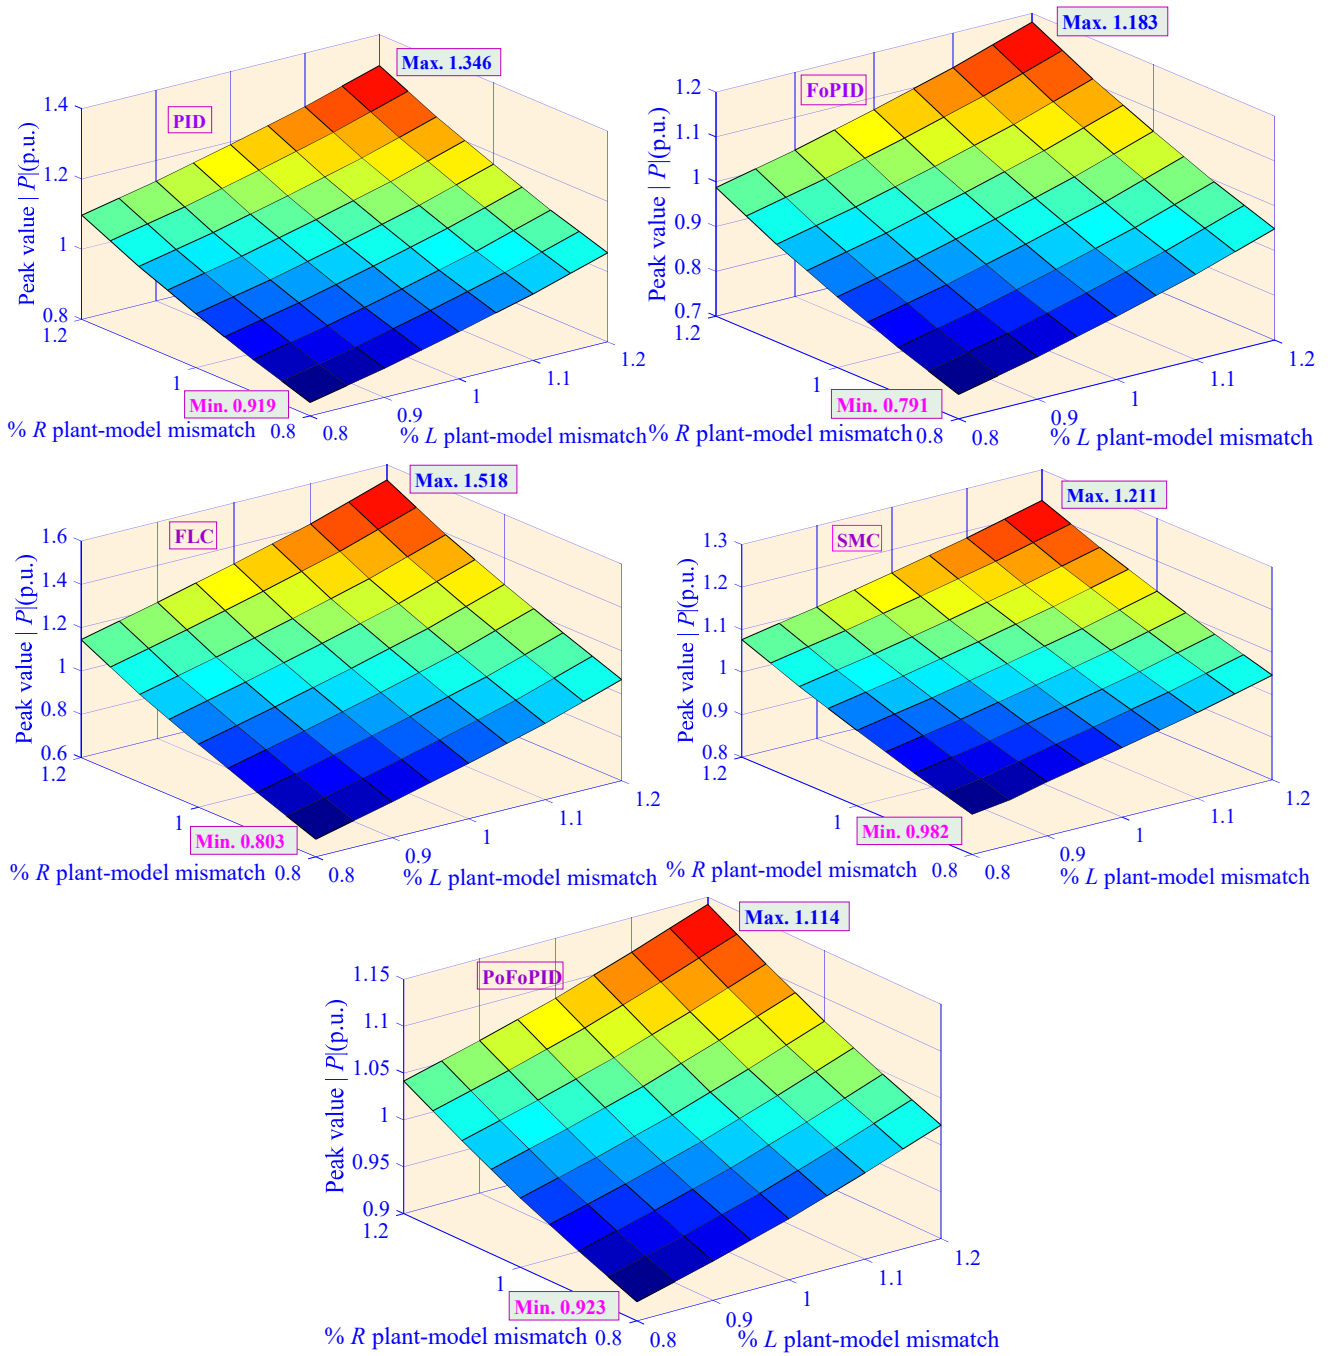 Max. 1.346
PID
1.4
1.2
1
0.8
Peak value | P|(p.u.)
1.2
1
0.8
Min. 0.919
% R plant-model mismatch
0.8
0.9
1
1.1
1.2
% L plant-model mismatch
Max. 1.183
FoPID
1.2
1.1
1
0.9
0.8
0.7
Peak value | P|(p.u.)
1.2
1
0.8
Min. 0.791
% R plant-model mismatch
0.8
0.9
1
1.1
1.2
% L plant-model mismatch
Max. 1.518
FLC
1.6
1.4
1.2
1
0.8
0.6
Peak value | P|(p.u.)
1.2
1
0.8
Min. 0.803
% R plant-model mismatch
0.8
0.9
1
1.1
1.2
% L plant-model mismatch
Max. 1.211
SMC
1.3
1.2
1.1
1
0.9
0.8
Peak value | P|(p.u.)
1.2
1
0.8
Min. 0.982
% R plant-model mismatch
0.8
0.9
1
1.1
1.2
% L plant-model mismatch
Max. 1.114
PoFoPID
1.15
1.1
1.05
1
0.95
0.9
Peak value | P|(p.u.)
1.2
1
0.8
Min. 0.923
% R plant-model mismatch
0.8
0.9
1
1.1
1.2
% L plant-model mismatch